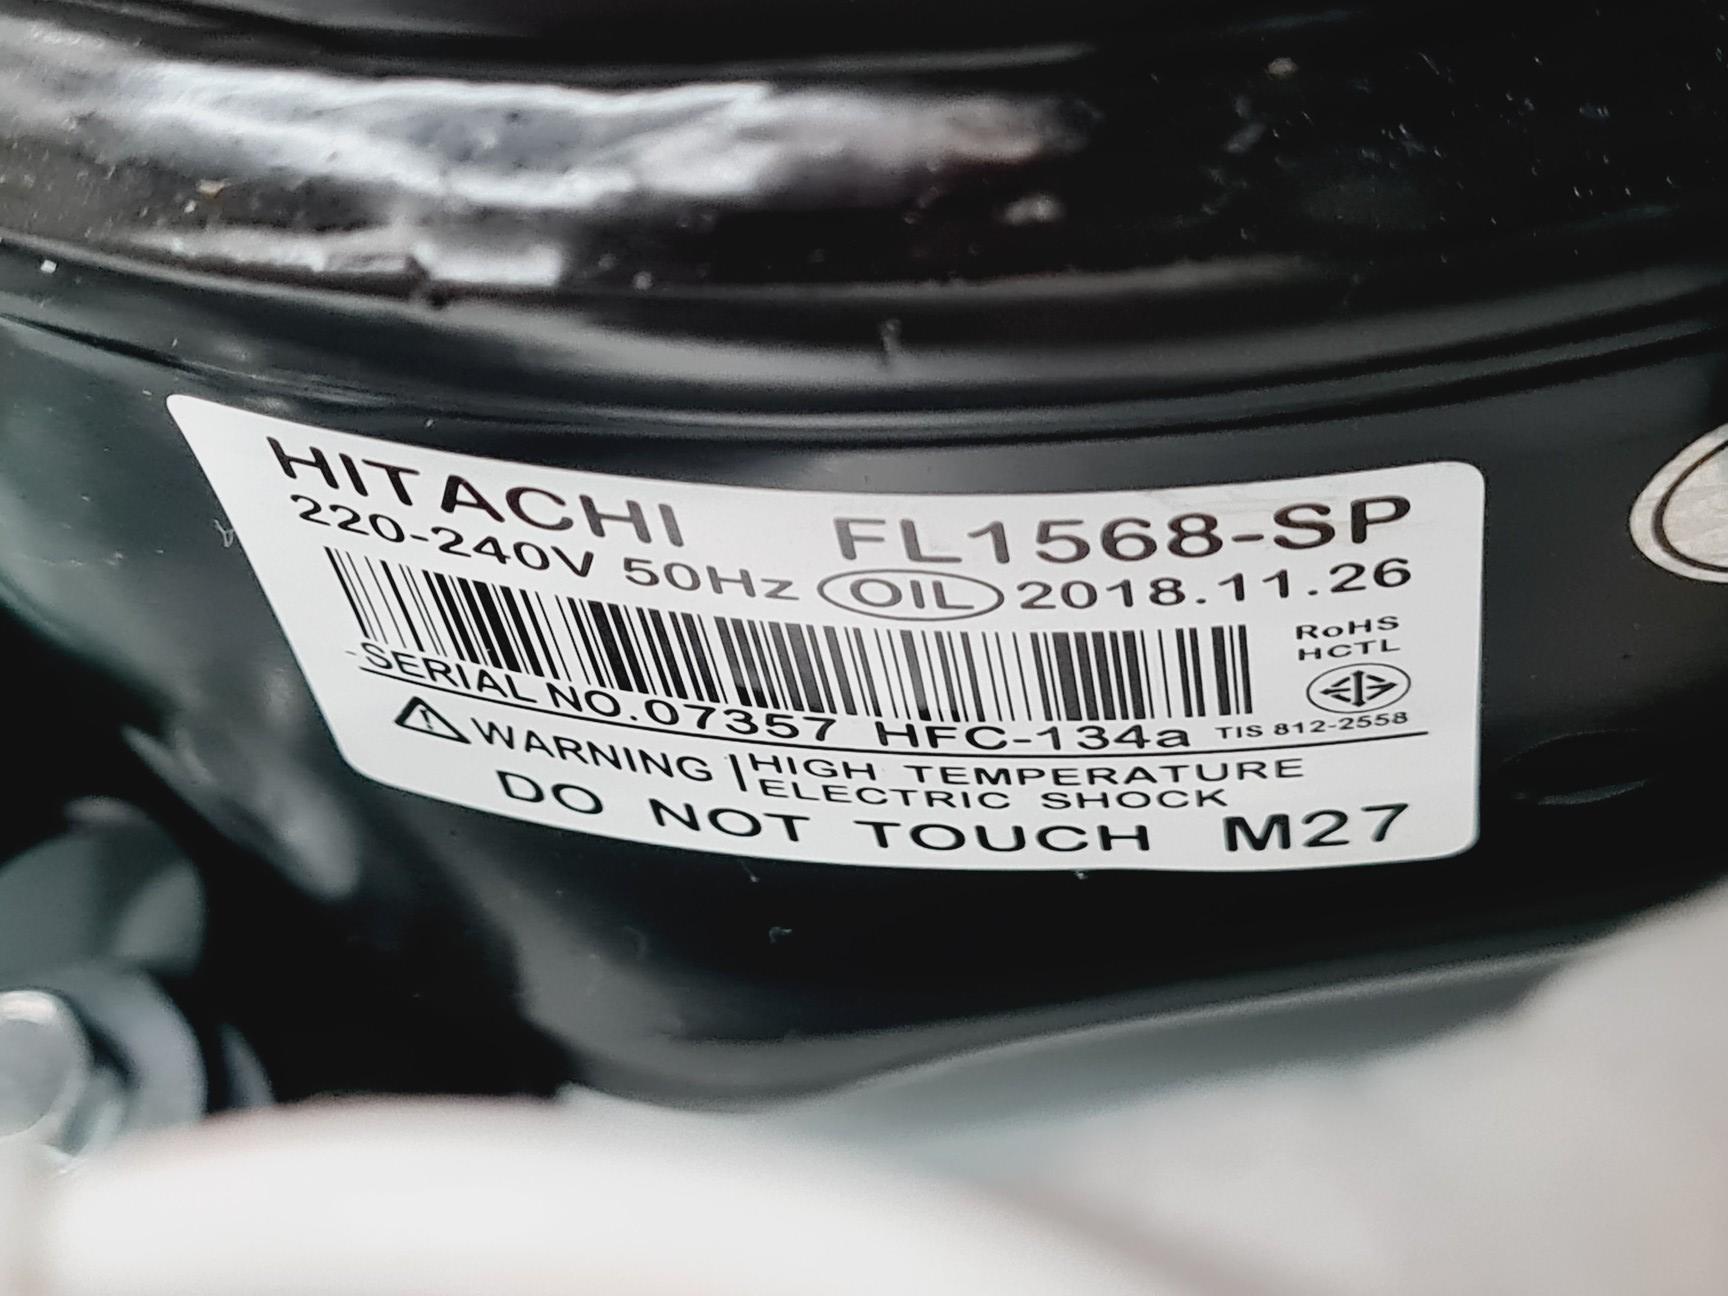 HITACHI FL1568-SP
220-240V 50Hz OIL 2018.11.26
RoHS
HCTL
SERIAL NO.07357 HFC-134a TIS 812-2558
WARNING HIGH TEMPERATURE
ELECTRIC SHOCK
DO NOT TOUCH M27